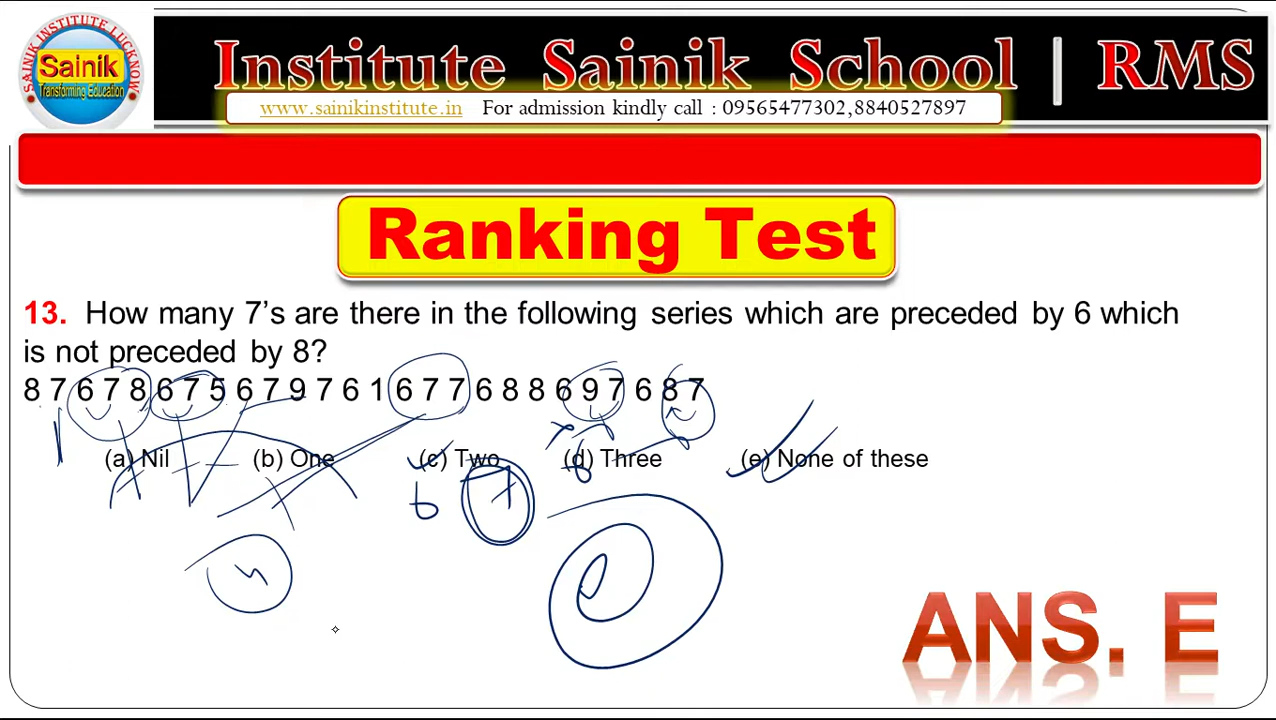 SAINIK INSTITUTE LUCKNOW
Sainik
Transforming Education
Institute Sainik School | RMS
www.sainikinstitute.in For admission kindly call : 09565477302,8840527897
Ranking Test
13. How many 7’s are there in the following series which are preceded by 6 which
is not preceded by 8?
8 7 6 7 8 6 7 5 6 7 9 7 6 1 6 7 7 6 8 8 6 9 7 6 8 7
(a) Nil (b) One (c) Two (d) Three (e) None of these
6 7
ANS. E